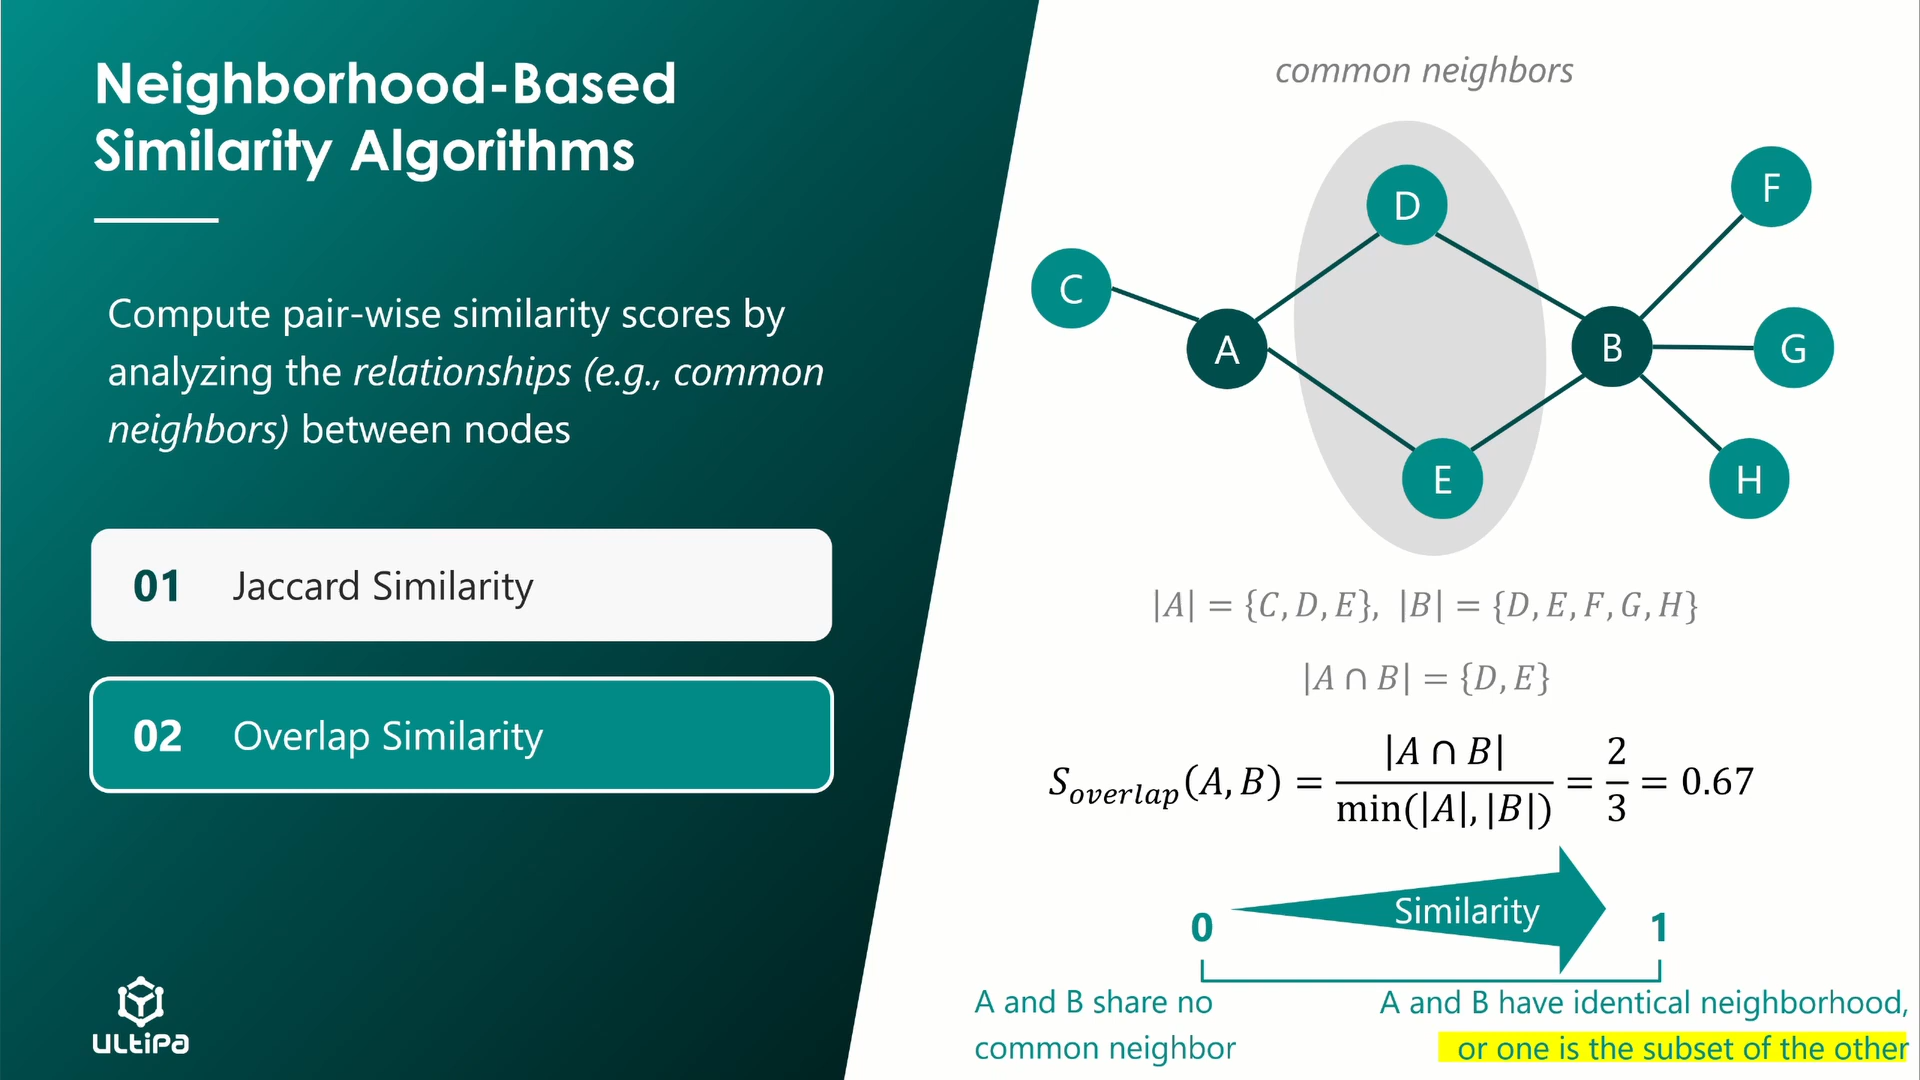 Neighborhood-Based
Similarity Algorithms
Compute pair-wise similarity scores by
analyzing the relationships (e.g., common
neighbors) between nodes
01 Jaccard Similarity
02 Overlap Similarity
ULTIPA
common neighbors
D
F
C
A
B
G
E
H
|A| = {C, D, E}, |B| = {D, E, F, G, H}
|A ∩ B| = {D, E}
S_overlap(A, B) = |A ∩ B| / min(|A|, |B|) = 2/3 = 0.67
Similarity
0
1
A and B share no
common neighbor
A and B have identical neighborhood,
or one is the subset of the other